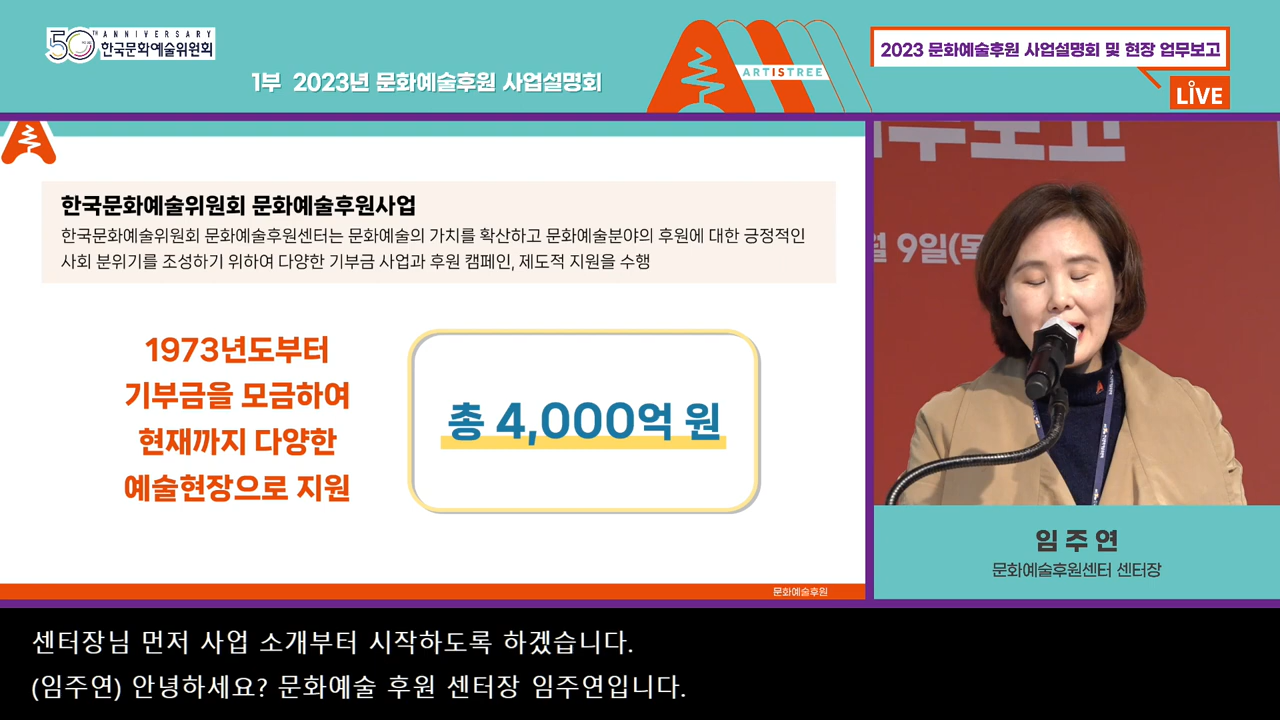 50TH ANNIVERSARY
한국문화예술위원회
1부 2023년 문화예술후원 사업설명회
ARTISTREE
2023 문화예술후원 사업설명회 및 현장 업무보고
LIVE
한국문화예술위원회 문화예술후원사업
한국문화예술위원회 문화예술후원센터는 문화예술의 가치를 확산하고 문화예술분야의 후원에 대한 긍정적인
사회 분위기를 조성하기 위하여 다양한 기부금 사업과 후원 캠페인, 제도적 지원을 수행
1973년도부터
기부금을 모금하여
현재까지 다양한
예술현장으로 지원
총 4,000억 원
문화예술후원
무보고
월 9일(목
임주연
문화예술후원센터 센터장
센터장님 먼저 사업 소개부터 시작하도록 하겠습니다.
(임주연) 안녕하세요? 문화예술 후원 센터장 임주연입니다.